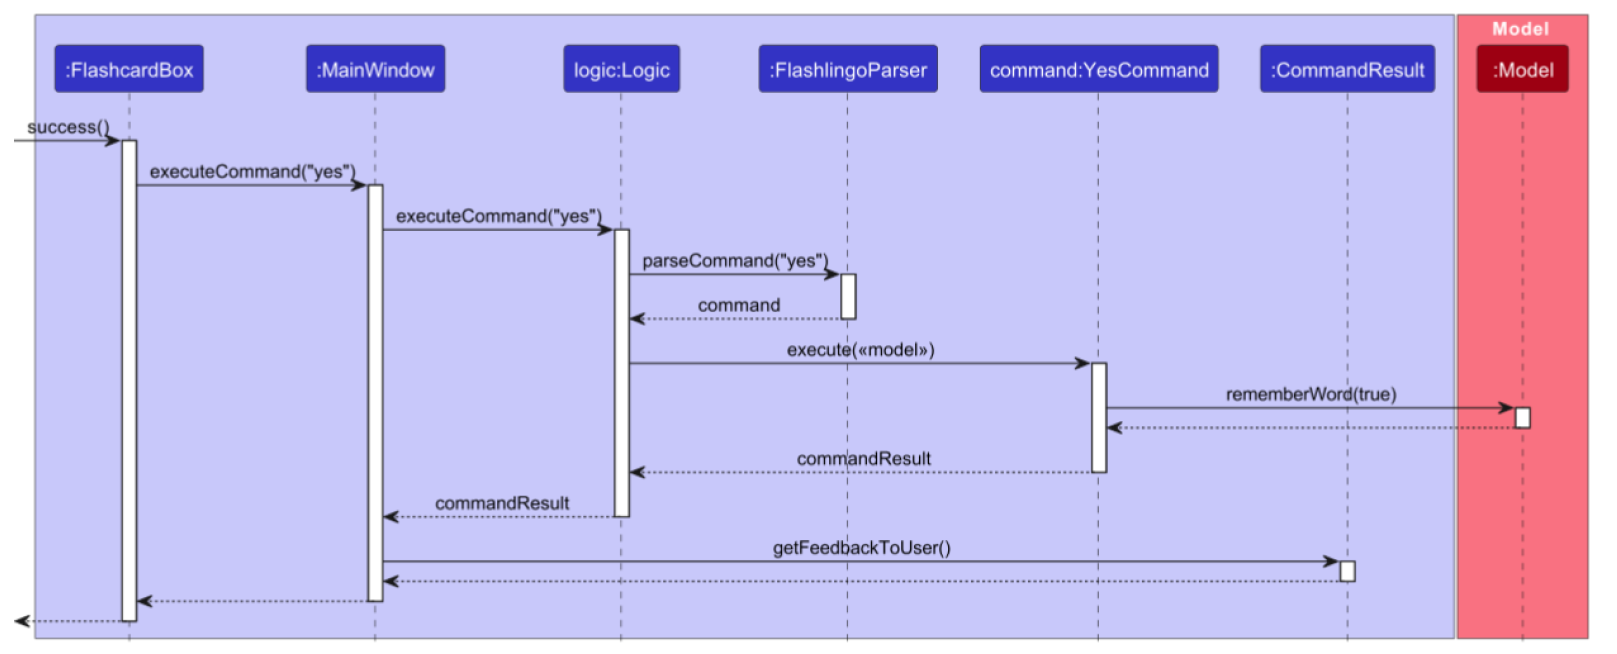 Model
:FlashcardBox
:MainWindow
logic:Logic
:FlashlingoParser
command:YesCommand
:CommandResult
:Model
success()
executeCommand("yes")
executeCommand("yes")
parseCommand("yes")
command
execute(«model»)
rememberWord(true)
commandResult
commandResult
getFeedbackToUser()